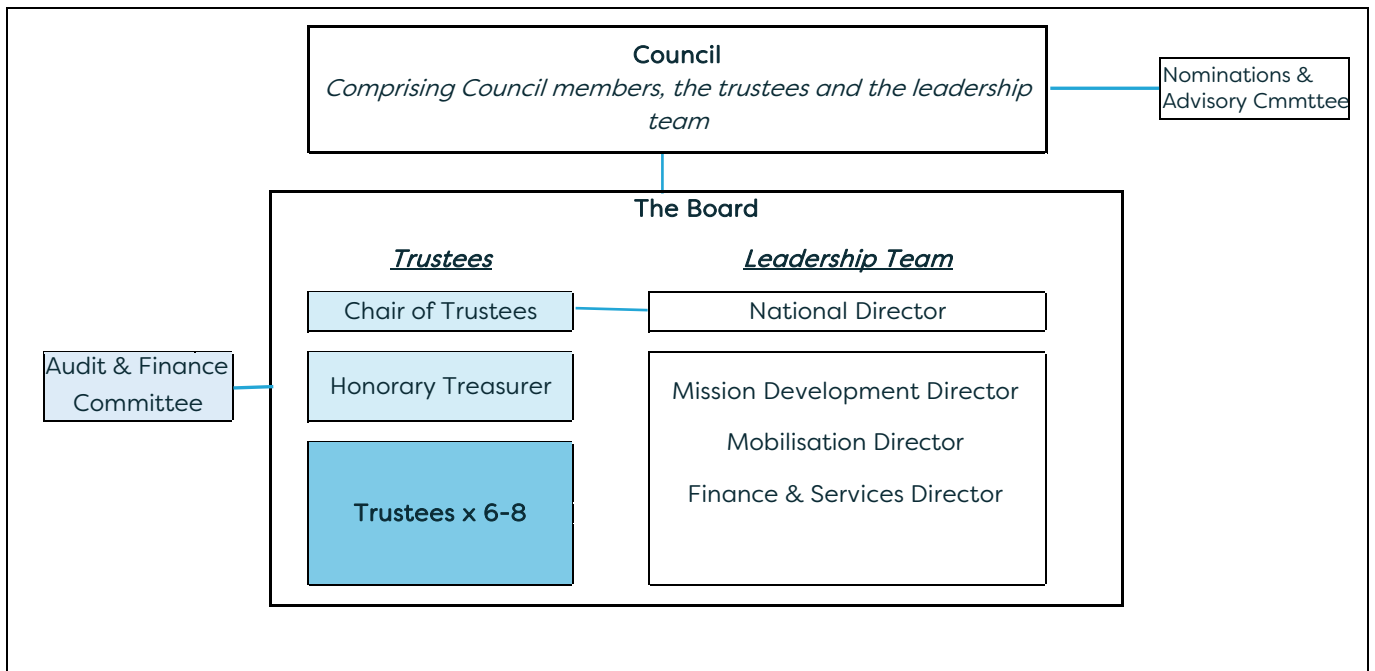 Council
Comprising Council members, the trustees and the leadership
team
Nominations &
Advisory Cmmttee
The Board
Trustees
Leadership Team
Chair of Trustees
National Director
Audit & Finance
Committee
Honorary Treasurer
Mission Development Director
Mobilisation Director
Finance & Services Director
Trustees x 6-8